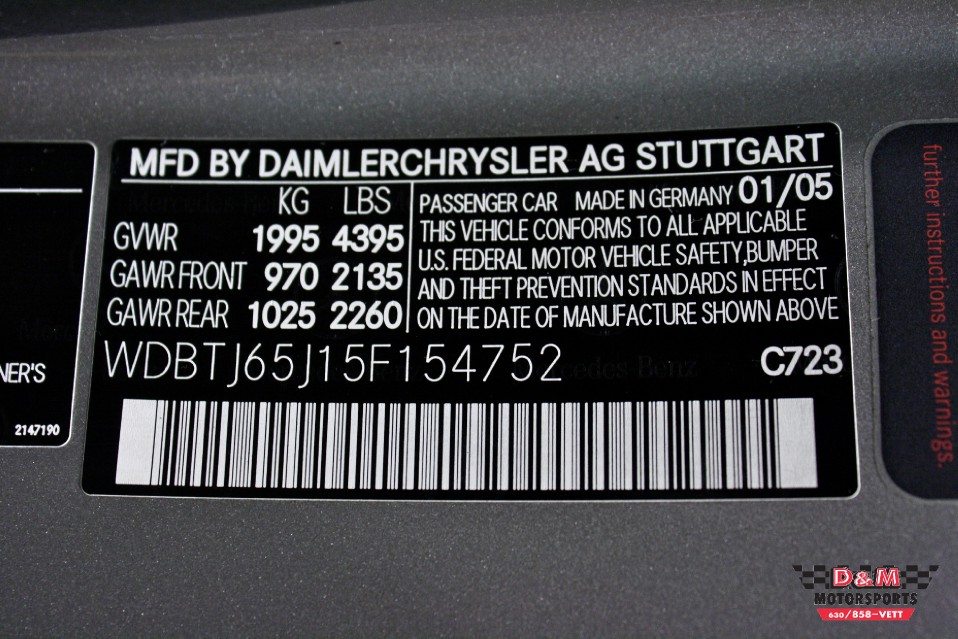 MFD BY DAIMLERCHRYSLER AG STUTTGART
KG LBS
GVWR 1995 4395
GAWR FRONT 970 2135
GAWR REAR 1025 2260
PASSENGER CAR MADE IN GERMANY 01/05
THIS VEHICLE CONFORMS TO ALL APPLICABLE
U.S. FEDERAL MOTOR VEHICLE SAFETY,BUMPER
AND THEFT PREVENTION STANDARDS IN EFFECT
ON THE DATE OF MANUFACTURE SHOWN ABOVE
WDBTJ65J15F154752 C723
NER'S
2147190
further instructions and warnings.
D&M
MOTORSPORTS
630/858-VETT